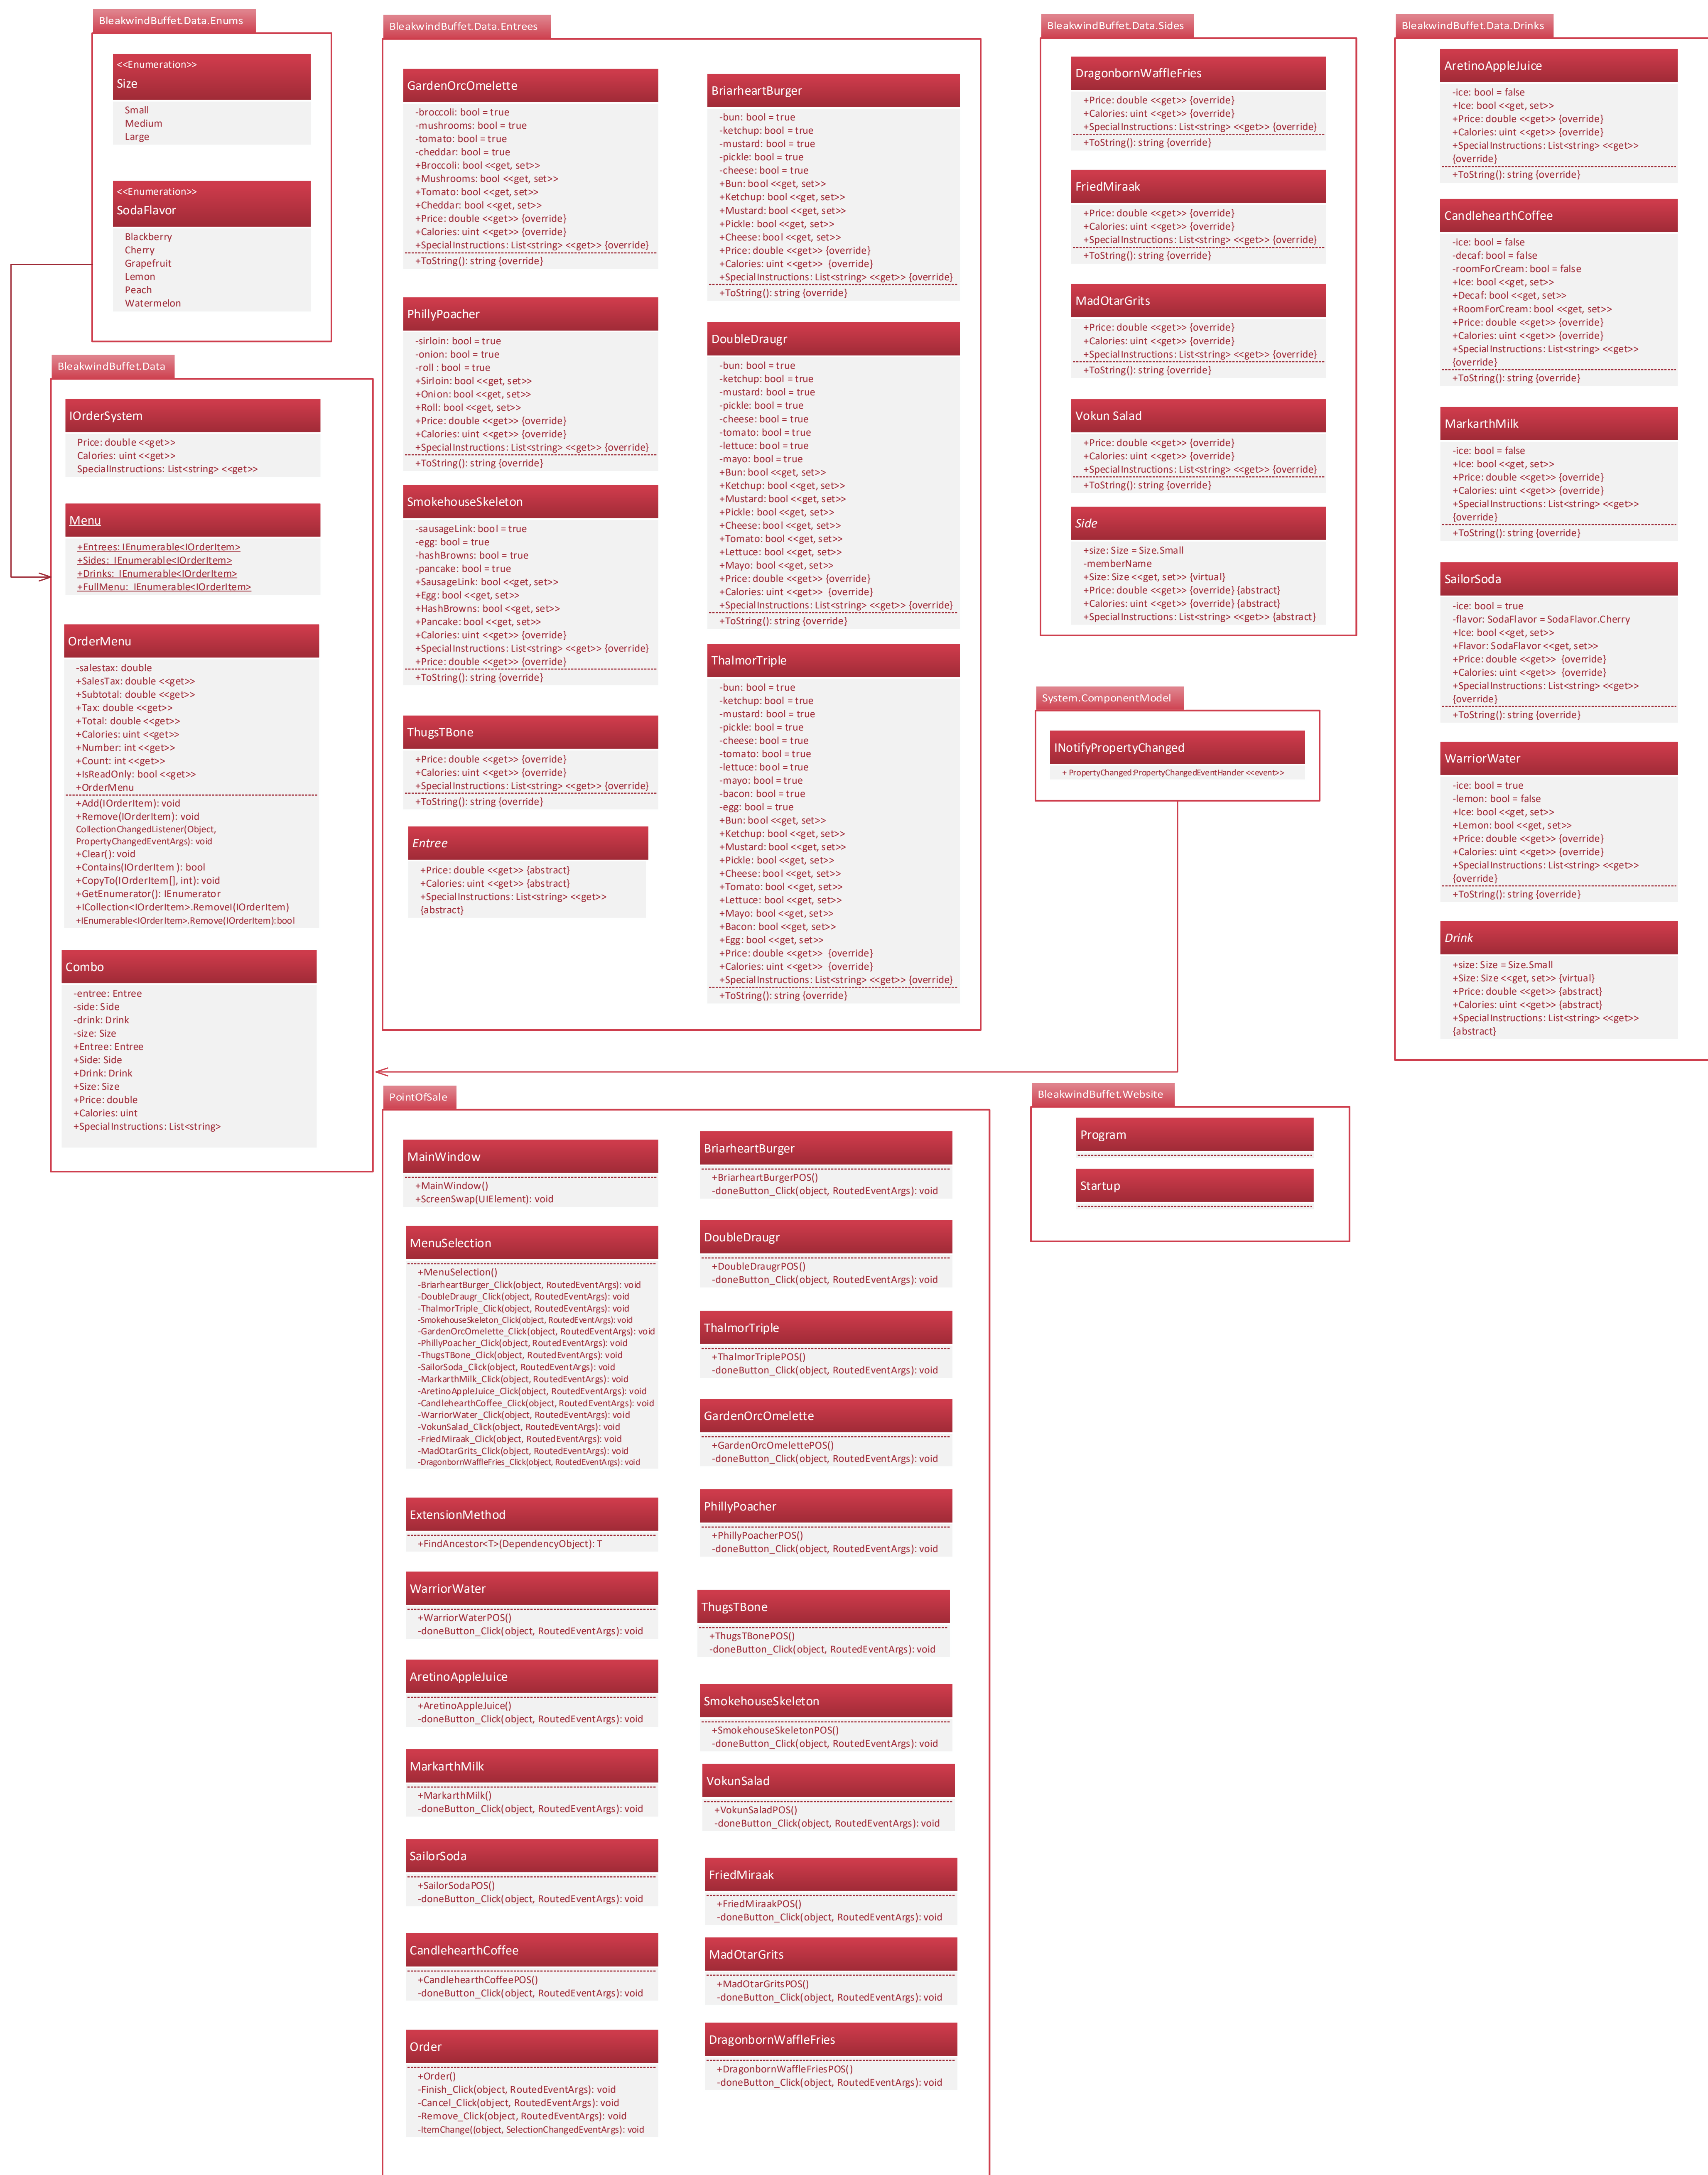 BleakwindBuffet.Data.Enums
<<Enumeration>>
Size
Small
Medium
Large
<<Enumeration>>
SodaFlavor
Blackberry
Cherry
Grapefruit
Lemon
Peach
Watermelon
BleakwindBuffet.Data
IOrderSystem
Price: double <<get>>
Calories: uint <<get>>
SpecialInstructions: List<string> <<get>>
Menu
+Entrees: IEnumerable<IOrderItem>
+Sides:  IEnumerable<IOrderItem>
+Drinks:  IEnumerable<IOrderItem>
+FullMenu:  IEnumerable<IOrderItem>
OrderMenu
-salestax: double
+SalesTax: double <<get>>
+Subtotal: double <<get>>
+Tax: double <<get>>
+Total: double <<get>>
+Calories: uint <<get>>
+Number: int <<get>>
+Count: int <<get>>
+IsReadOnly: bool <<get>>
+OrderMenu
+Add(IOrderItem): void
+Remove(IOrderItem): void
CollectionChangedListener(Object,
PropertyChangedEventArgs): void
+Clear(): void
+Contains(IOrderItem ): bool
+CopyTo(IOrderItem[], int): void
+GetEnumerator(): IEnumerator
+ICollection<IOrderItem>.RemoveI(IOrderItem)
+IEnumerable<IOrderItem>.Remove(IOrderItem):bool
Combo
-entree: Entree
-side: Side
-drink: Drink
-size: Size
+Entree: Entree
+Side: Side
+Drink: Drink
+Size: Size
+Price: double
+Calories: uint
+SpecialInstructions: List<string>
BleakwindBuffet.Data.Entrees
GardenOrcOmelette
-broccoli: bool = true
-mushrooms: bool = true
-tomato: bool = true
-cheddar: bool = true
+Broccoli: bool <<get, set>>
+Mushrooms: bool <<get, set>>
+Tomato: bool <<get, set>>
+Cheddar: bool <<get, set>>
+Price: double <<get>> {override}
+Calories: uint <<get>> {override}
+SpecialInstructions: List<string> <<get>> {override}
+ToString(): string {override}
PhillyPoacher
-sirloin: bool = true
-onion: bool = true
-roll : bool = true
+Sirloin: bool <<get, set>>
+Onion: bool <<get, set>>
+Roll: bool <<get, set>>
+Price: double <<get>> {override}
+Calories: uint <<get>> {override}
+SpecialInstructions: List<string> <<get>> {override}
+ToString(): string {override}
SmokehouseSkeleton
-sausageLink: bool = true
-egg: bool = true
-hashBrowns: bool = true
-pancake: bool = true
+SausageLink: bool <<get, set>>
+Egg: bool <<get, set>>
+HashBrowns: bool <<get, set>>
+Pancake: bool <<get, set>>
+Calories: uint <<get>> {override}
+SpecialInstructions: List<string> <<get>> {override}
+Price: double <<get>> {override}
+ToString(): string {override}
ThugsTBone
+Price: double <<get>> {override}
+Calories: uint <<get>> {override}
+SpecialInstructions: List<string> <<get>> {override}
+ToString(): string {override}
Entree
+Price: double <<get>> {abstract}
+Calories: uint <<get>> {abstract}
+SpecialInstructions: List<string> <<get>>
{abstract}
BriarheartBurger
-bun: bool = true
-ketchup: bool = true
-mustard: bool = true
-pickle: bool = true
-cheese: bool = true
+Bun: bool <<get, set>>
+Ketchup: bool <<get, set>>
+Mustard: bool <<get, set>>
+Pickle: bool <<get, set>>
+Cheese: bool <<get, set>>
+Price: double <<get>> {override}
+Calories: uint <<get>>  {override}
+SpecialInstructions: List<string> <<get>> {override}
+ToString(): string {override}
DoubleDraugr
-bun: bool = true
-ketchup: bool = true
-mustard: bool = true
-pickle: bool = true
-cheese: bool = true
-tomato: bool = true
-lettuce: bool = true
-mayo: bool = true
+Bun: bool <<get, set>>
+Ketchup: bool <<get, set>>
+Mustard: bool <<get, set>>
+Pickle: bool <<get, set>>
+Cheese: bool <<get, set>>
+Tomato: bool <<get, set>>
+Lettuce: bool <<get, set>>
+Mayo: bool <<get, set>>
+Price: double <<get>> {override}
+Calories: uint <<get>>  {override}
+SpecialInstructions: List<string> <<get>> {override}
+ToString(): string {override}
ThalmorTriple
-bun: bool = true
-ketchup: bool = true
-mustard: bool = true
-pickle: bool = true
-cheese: bool = true
-tomato: bool = true
-lettuce: bool = true
-mayo: bool = true
-bacon: bool = true
-egg: bool = true
+Bun: bool <<get, set>>
+Ketchup: bool <<get, set>>
+Mustard: bool <<get, set>>
+Pickle: bool <<get, set>>
+Cheese: bool <<get, set>>
+Tomato: bool <<get, set>>
+Lettuce: bool <<get, set>>
+Mayo: bool <<get, set>>
+Bacon: bool <<get, set>>
+Egg: bool <<get, set>>
+Price: double <<get>>  {override}
+Calories: uint <<get>>  {override}
+SpecialInstructions: List<string> <<get>> {override}
+ToString(): string {override}
BleakwindBuffet.Data.Sides
DragonbornWaffleFries
+Price: double <<get>> {override}
+Calories: uint <<get>> {override}
+SpecialInstructions: List<string> <<get>> {override}
+ToString(): string {override}
FriedMiraak
+Price: double <<get>> {override}
+Calories: uint <<get>> {override}
+SpecialInstructions: List<string> <<get>> {override}
+ToString(): string {override}
MadOtarGrits
+Price: double <<get>> {override}
+Calories: uint <<get>> {override}
+SpecialInstructions: List<string> <<get>> {override}
+ToString(): string {override}
Vokun Salad
+Price: double <<get>> {override}
+Calories: uint <<get>> {override}
+SpecialInstructions: List<string> <<get>> {override}
+ToString(): string {override}
Side
+size: Size = Size.Small
-memberName
+Size: Size <<get, set>> {virtual}
+Price: double <<get>> {override} {abstract}
+Calories: uint <<get>> {override} {abstract}
+SpecialInstructions: List<string> <<get>> {abstract}
System.ComponentModel
INotifyPropertyChanged
+ PropertyChanged:PropertyChangedEventHander <<event>>
BleakwindBuffet.Data.Drinks
AretinoAppleJuice
-ice: bool = false
+Ice: bool <<get, set>>
+Price: double <<get>> {override}
+Calories: uint <<get>> {override}
+SpecialInstructions: List<string> <<get>>
{override}
+ToString(): string {override}
CandlehearthCoffee
-ice: bool = false
-decaf: bool = false
-roomForCream: bool = false
+Ice: bool <<get, set>>
+Decaf: bool <<get, set>>
+RoomForCream: bool <<get, set>>
+Price: double <<get>> {override}
+Calories: uint <<get>> {override}
+SpecialInstructions: List<string> <<get>>
{override}
+ToString(): string {override}
MarkarthMilk
-ice: bool = false
+Ice: bool <<get, set>>
+Price: double <<get>> {override}
+Calories: uint <<get>> {override}
+SpecialInstructions: List<string> <<get>>
{override}
+ToString(): string {override}
SailorSoda
-ice: bool = true
-flavor: SodaFlavor = SodaFlavor.Cherry
+Ice: bool <<get, set>>
+Flavor: SodaFlavor <<get, set>>
+Price: double <<get>>  {override}
+Calories: uint <<get>>  {override}
+SpecialInstructions: List<string> <<get>>
{override}
+ToString(): string {override}
WarriorWater
-ice: bool = true
-lemon: bool = false
+Ice: bool <<get, set>>
+Lemon: bool <<get, set>>
+Price: double <<get>> {override}
+Calories: uint <<get>> {override}
+SpecialInstructions: List<string> <<get>>
{override}
+ToString(): string {override}
Drink
+size: Size = Size.Small
+Size: Size <<get, set>> {virtual}
+Price: double <<get>> {abstract}
+Calories: uint <<get>> {abstract}
+SpecialInstructions: List<string> <<get>>
{abstract}
PointOfSale
MainWindow
+MainWindow()
+ScreenSwap(UIElement): void
MenuSelection
+MenuSelection()
-BriarheartBurger_Click(object, RoutedEventArgs): void
-DoubleDraugr_Click(object, RoutedEventArgs): void
-ThalmorTriple_Click(object, RoutedEventArgs): void
-SmokehouseSkeleton_Click(object, RoutedEventArgs): void
-GardenOrcOmelette_Click(object, RoutedEventArgs): void
-PhillyPoacher_Click(object, RoutedEventArgs): void
-ThugsTBone_Click(object, RoutedEventArgs): void
-SailorSoda_Click(object, RoutedEventArgs): void
-MarkarthMilk_Click(object, RoutedEventArgs): void
-AretinoAppleJuice_Click(object, RoutedEventArgs): void
-CandlehearthCoffee_Click(object, RoutedEventArgs): void
-WarriorWater_Click(object, RoutedEventArgs): void
-VokunSalad_Click(object, RoutedEventArgs): void
-FriedMiraak_Click(object, RoutedEventArgs): void
-MadOtarGrits_Click(object, RoutedEventArgs): void
-DragonbornWaffleFries_Click(object, RoutedEventArgs): void
ExtensionMethod
+FindAncestor<T>(DependencyObject): T
WarriorWater
+WarriorWaterPOS()
-doneButton_Click(object, RoutedEventArgs): void
AretinoAppleJuice
+AretinoAppleJuice()
-doneButton_Click(object, RoutedEventArgs): void
MarkarthMilk
+MarkarthMilk()
-doneButton_Click(object, RoutedEventArgs): void
SailorSoda
+SailorSodaPOS()
-doneButton_Click(object, RoutedEventArgs): void
CandlehearthCoffee
+CandlehearthCoffeePOS()
-doneButton_Click(object, RoutedEventArgs): void
Order
+Order()
-Finish_Click(object, RoutedEventArgs): void
-Cancel_Click(object, RoutedEventArgs): void
-Remove_Click(object, RoutedEventArgs): void
-ItemChange((object, SelectionChangedEventArgs): void
BriarheartBurger
+BriarheartBurgerPOS()
-doneButton_Click(object, RoutedEventArgs): void
DoubleDraugr
+DoubleDraugrPOS()
-doneButton_Click(object, RoutedEventArgs): void
ThalmorTriple
+ThalmorTriplePOS()
-doneButton_Click(object, RoutedEventArgs): void
GardenOrcOmelette
+GardenOrcOmelettePOS()
-doneButton_Click(object, RoutedEventArgs): void
PhillyPoacher
+PhillyPoacherPOS()
-doneButton_Click(object, RoutedEventArgs): void
ThugsTBone
+ThugsTBonePOS()
-doneButton_Click(object, RoutedEventArgs): void
SmokehouseSkeleton
+SmokehouseSkeletonPOS()
-doneButton_Click(object, RoutedEventArgs): void
VokunSalad
+VokunSaladPOS()
-doneButton_Click(object, RoutedEventArgs): void
FriedMiraak
+FriedMiraakPOS()
-doneButton_Click(object, RoutedEventArgs): void
MadOtarGrits
+MadOtarGritsPOS()
-doneButton_Click(object, RoutedEventArgs): void
DragonbornWaffleFries
+DragonbornWaffleFriesPOS()
-doneButton_Click(object, RoutedEventArgs): void
BleakwindBuffet.Website
Program
Startup